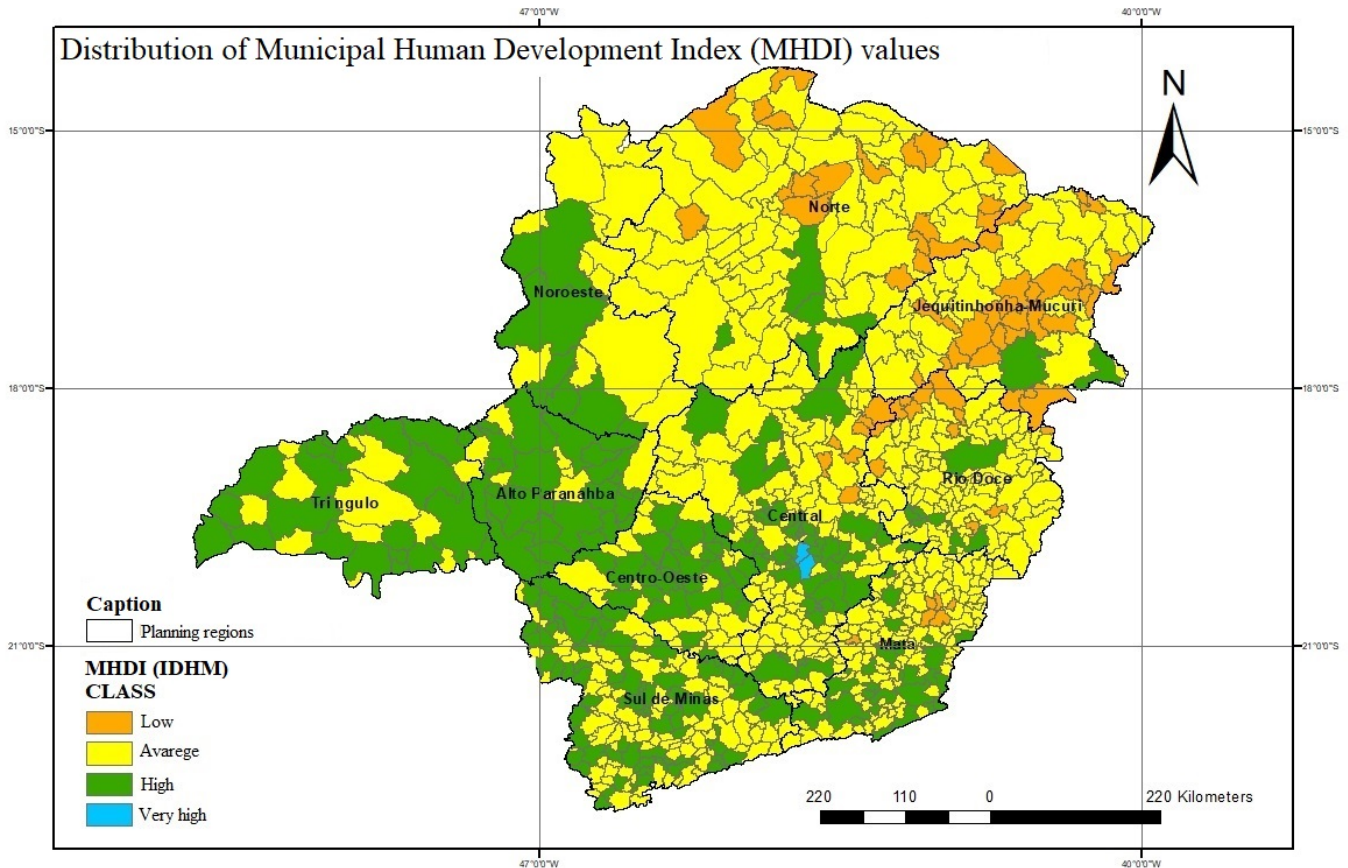 47°0'0"W
40°0'0"W
Distribution of Municipal Human Development Index (MHDI) values
N
15°0'0"S
15°0'0"S
Norte
Noroeste
Jequitinhonha-Mucuri
18°0'0"S
18°0'0"S
Rio Doce
Alto Paranahba
Tri ngulo
Central
Centro-Oeste
Caption
Planning regions
21°0'0"S
21°0'0"S
Mata
MHDI (IDHM)
CLASS
Sul de Minas
Low
Avarege
High
Very high
220 110 0 220 Kilometers
47°0'0"W
40°0'0"W